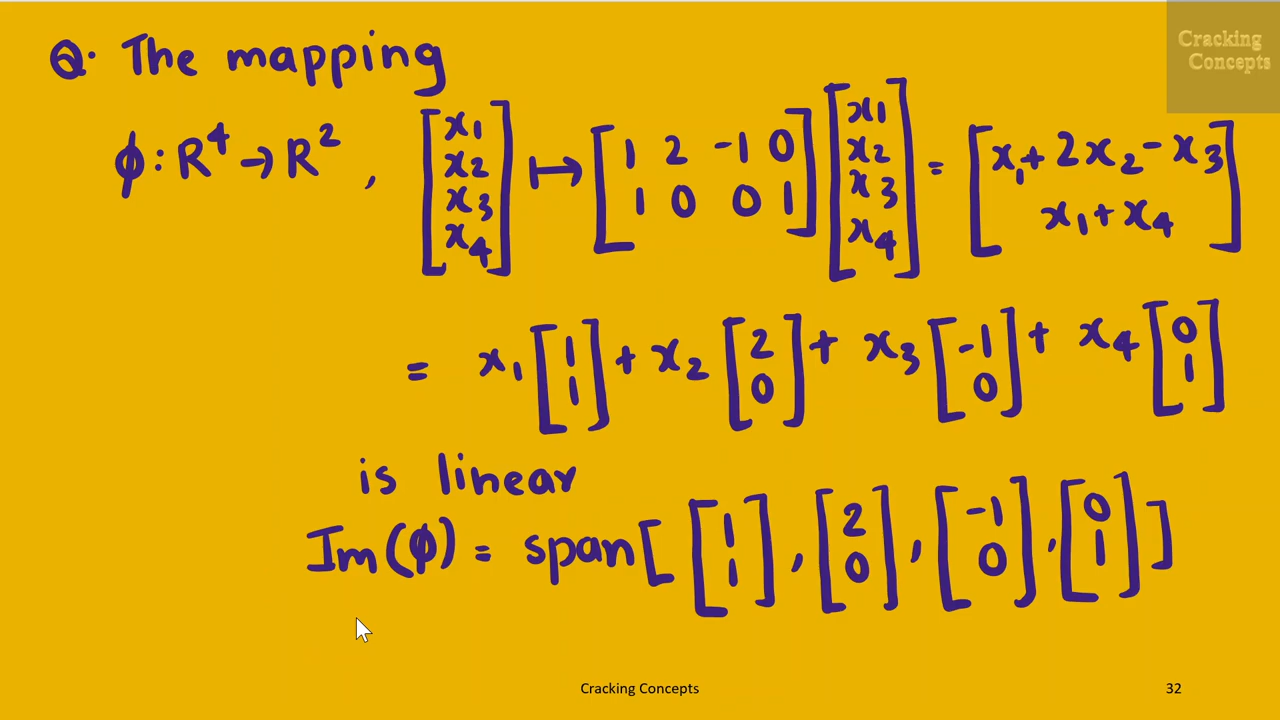 Cracking
Concepts
Q. The mapping
ϕ : R⁴ → R² , [x₁ x₂ x₃ x₄] ↦ [1 2 -1 0 1 0 0 1] [x₁ x₂ x₃ x₄] = [x₁ + 2x₂ - x₃ x₁ + x₄]
= x₁ [1 1] + x₂ [2 0] + x₃ [-1 0] + x₄ [0 1]
is linear
Im(ϕ) = span[ [1 1] , [2 0] , [-1 0] , [0 1] ]
Cracking Concepts 32